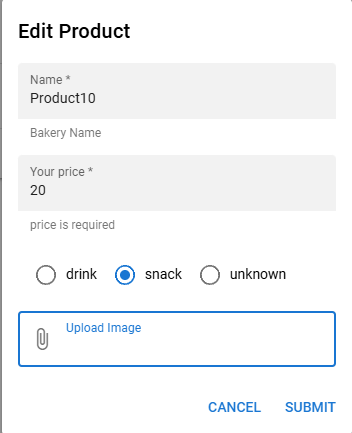 Edit Product
Name *
Product10
Bakery Name
Your price *
20
price is required
drink snack unknown
Upload Image
CANCEL SUBMIT